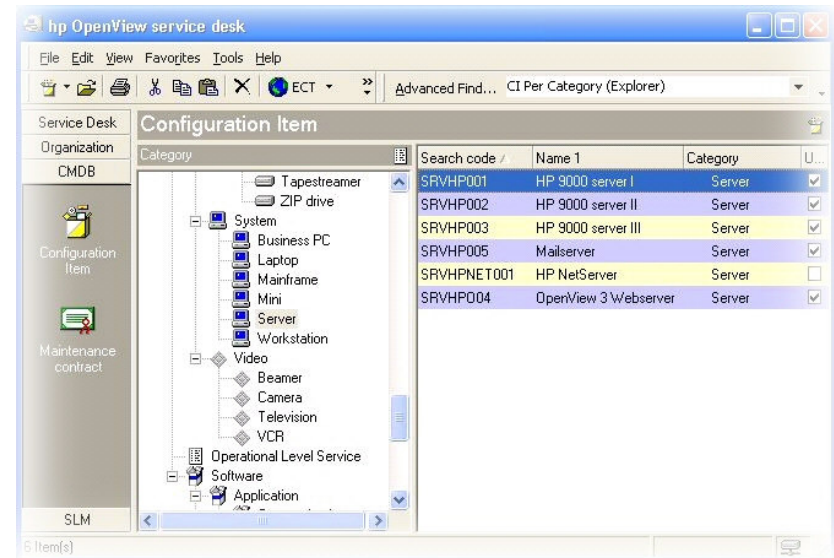 hp OpenView service desk
File Edit View Favorites Tools Help
ECT Advanced Find... CI Per Category (Explorer)
Service Desk
Organization
CMDB
Configuration Item
Maintenance contract
SLM
Configuration Item
Category
Tapestreamer
ZIP drive
System
Business PC
Laptop
Mainframe
Mini
Server
Workstation
Video
Beamer
Camera
Television
VCR
Operational Level Service
Software
Application
Search code Name 1 Category U...
SRVHP001 HP 9000 server I Server
SRVHP002 HP 9000 server II Server
SRVHP003 HP 9000 server III Server
SRVHP005 Mailserver Server
SRVHPNET001 HP NetServer Server
SRVHPO04 OpenView 3 Webserver Server
6 Item(s)